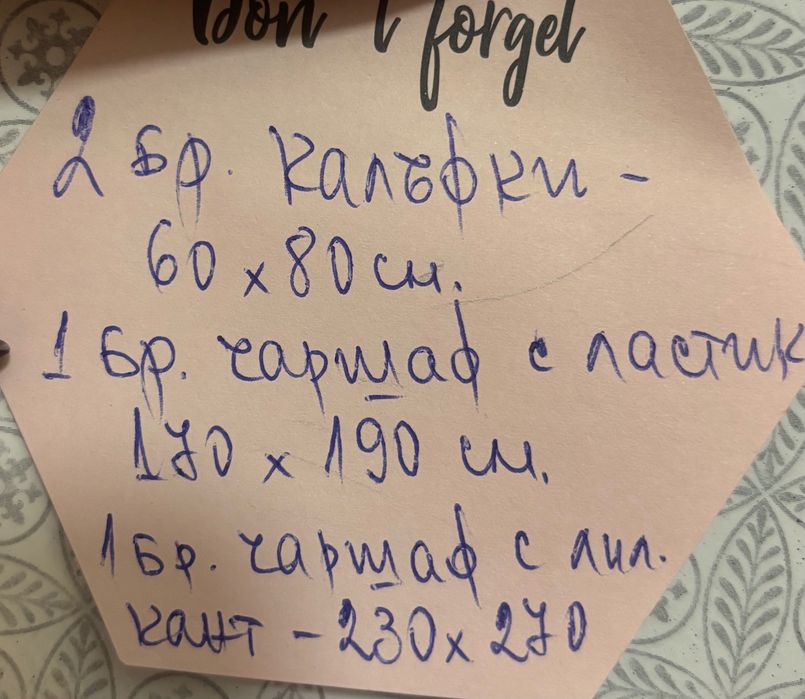 Don't forget
2 бр. калъфки -
60 x 80 см.
1 бр. чаршаф с ластик
170 x 190 см.
1 бр. чаршаф с лил.
кант - 230 x 270